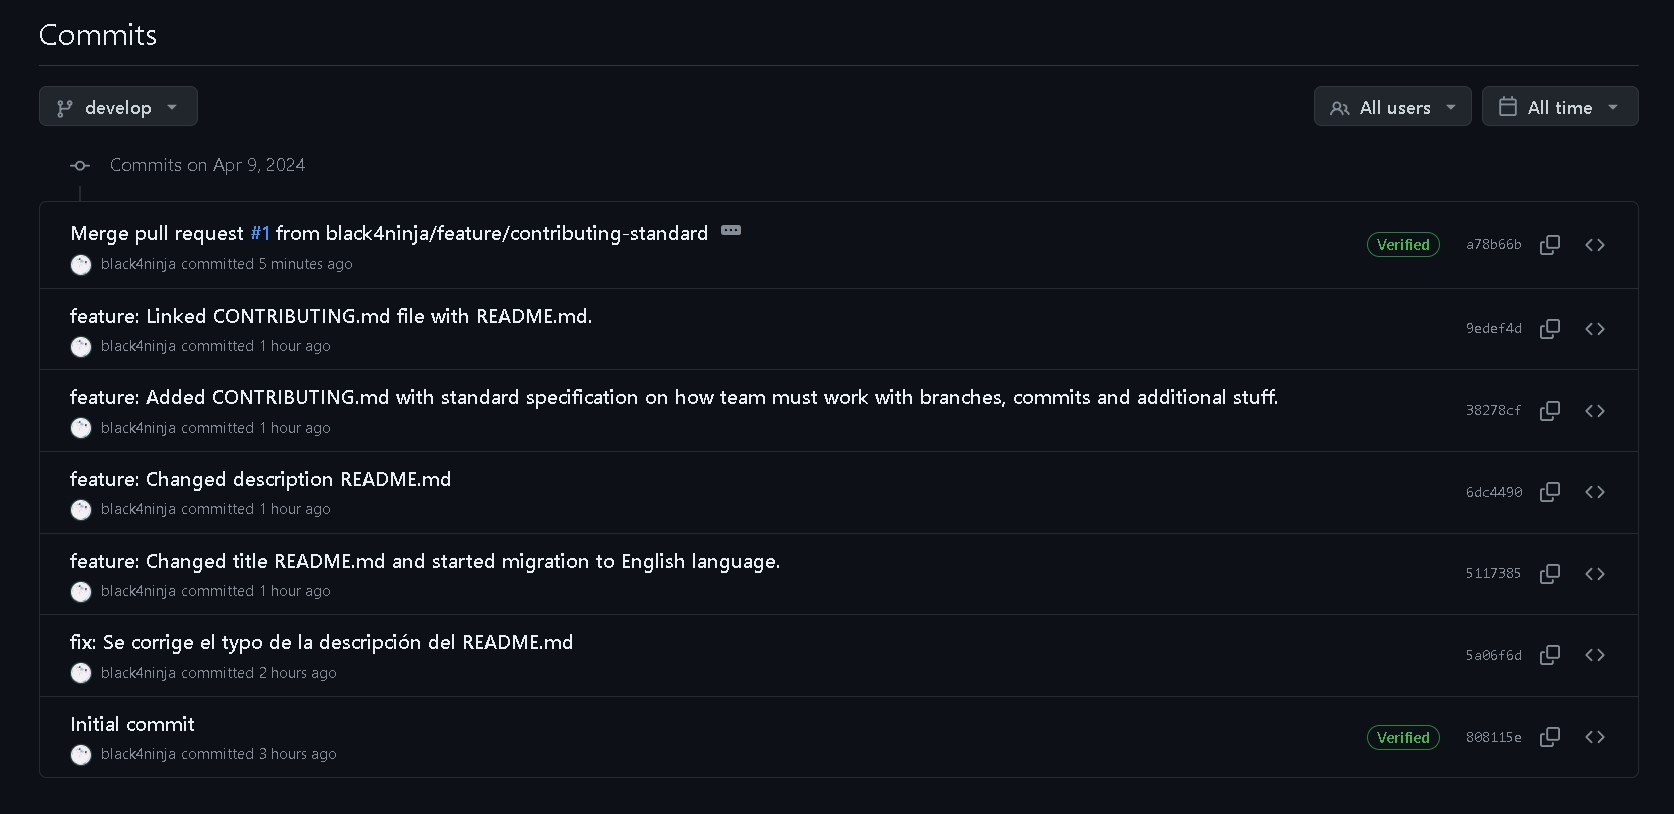 Commits
develop
All users
All time
Commits on Apr 9, 2024
Merge pull request #1 from black4ninja/feature/contributing-standard
Verified
a78b66b
black4ninja committed 5 minutes ago
feature: Linked CONTRIBUTING.md file with README.md.
9edef4d
black4ninja committed 1 hour ago
feature: Added CONTRIBUTING.md with standard specification on how team must work with branches, commits and additional stuff.
38278cf
black4ninja committed 1 hour ago
feature: Changed description README.md
6dc4490
black4ninja committed 1 hour ago
feature: Changed title README.md and started migration to English language.
5117385
black4ninja committed 1 hour ago
fix: Se corrige el typo de la descripción del README.md
5a06f6d
black4ninja committed 2 hours ago
Initial commit
Verified
808115e
black4ninja committed 3 hours ago